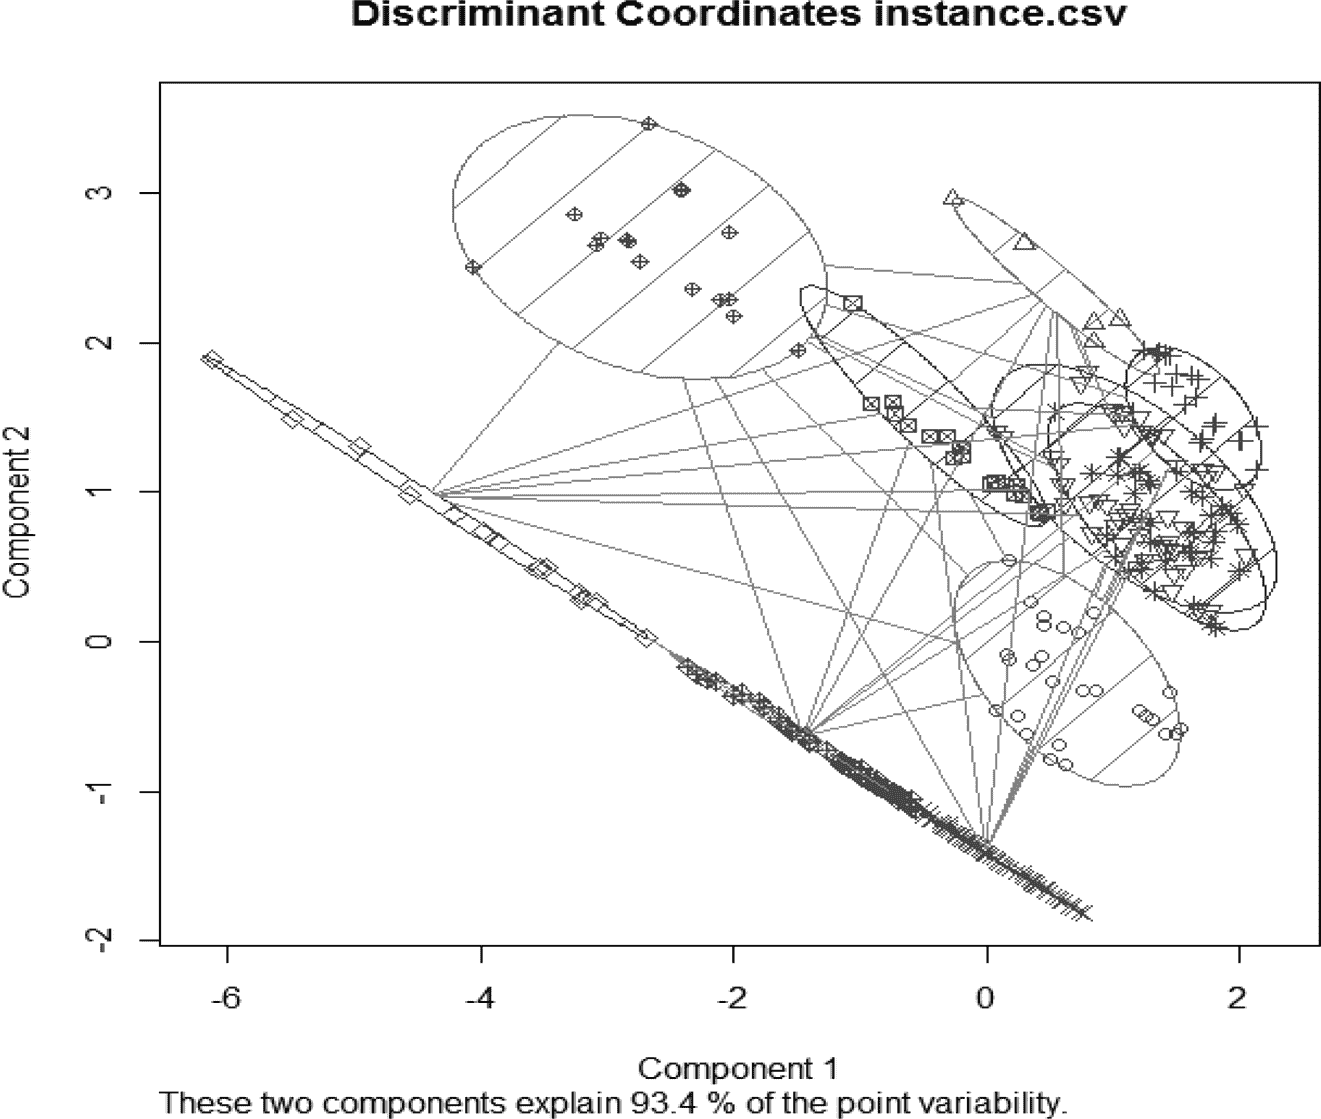 Discriminant Coordinates instance.csv
Component 2
3
2
1
0
-1
-2
-6
-4
-2
0
2
Component 1
These two components explain 93.4 % of the point variability.